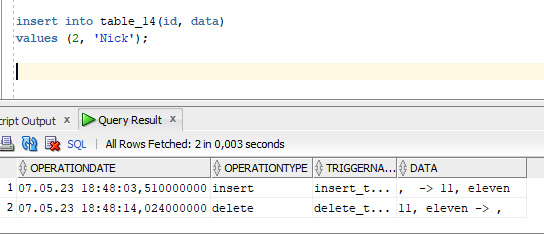 insert into table_14(id, data)
values (2, 'Nick');
cript Output x Query Result x
SQL | All Rows Fetched: 2 in 0,003 seconds
OPERATIONDATE OPERATIONTYPE TRIGGERNA... DATA
1 07.05.23 18:48:03,510000000 insert insert_t... ,  -> 11, eleven
2 07.05.23 18:48:14,024000000 delete delete_t... 11, eleven -> ,